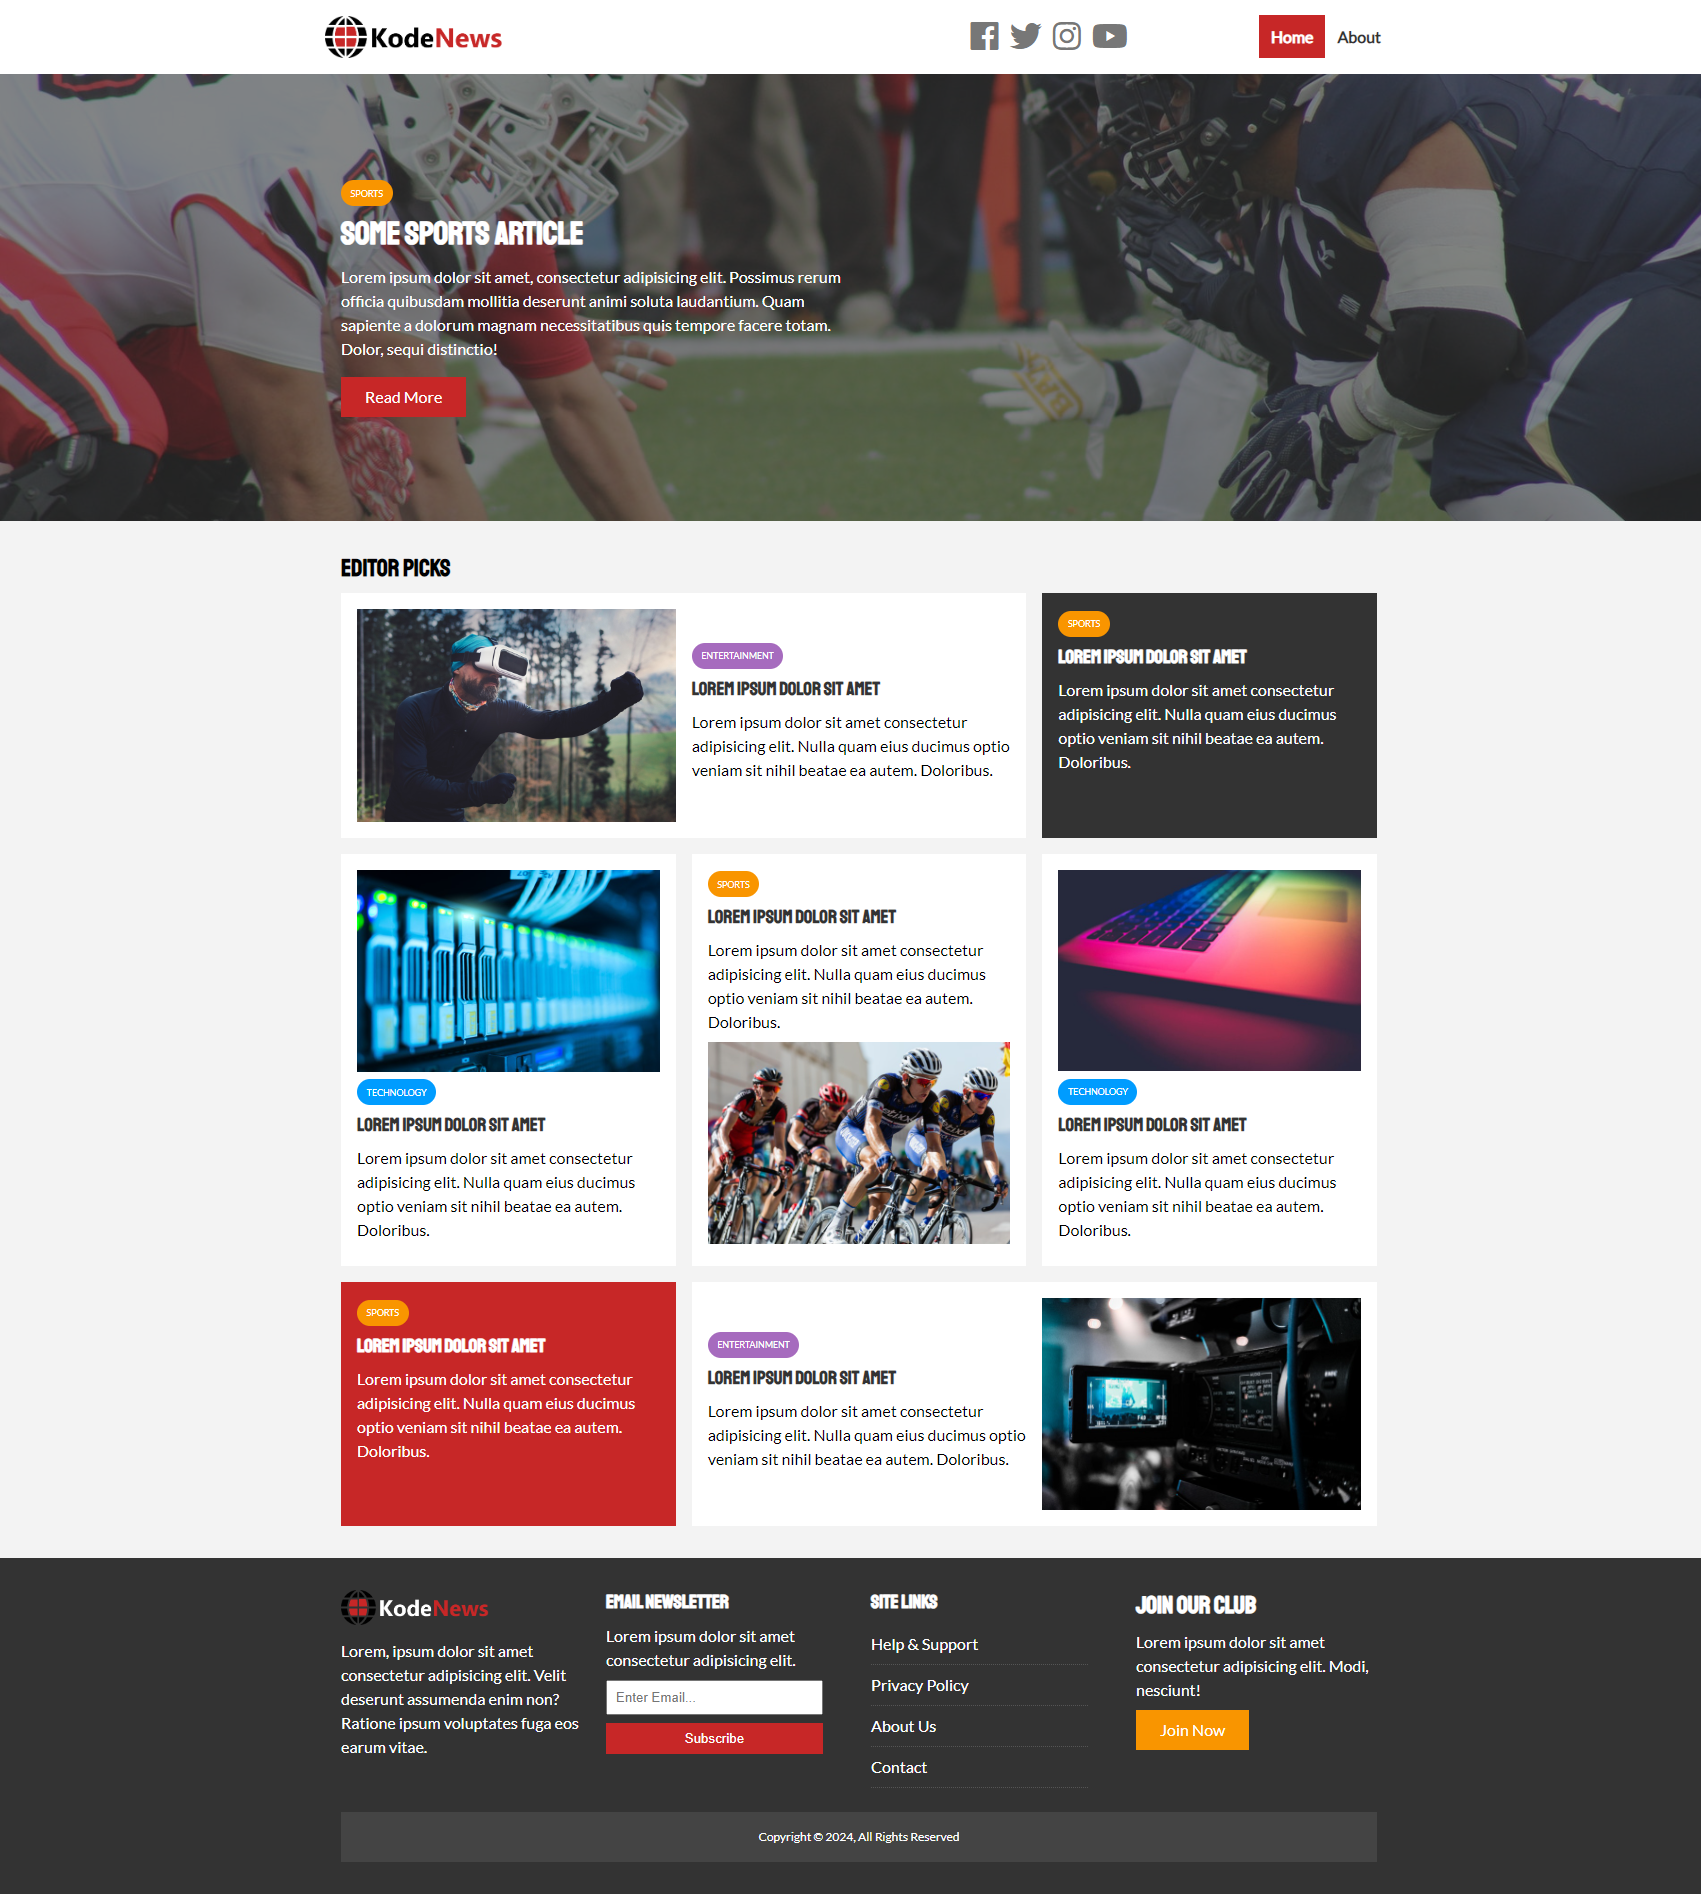 KodeNews
Home
About
SPORTS
SOME SPORTS ARTICLE
Lorem ipsum dolor sit amet, consectetur adipisicing elit. Possimus rerum
officia quibusdam mollitia deserunt animi soluta laudantium. Quam
sapiente a dolorum magnam necessitatibus quis tempore facere totam.
Dolor, sequi distinctio!
Read More
EDITOR PICKS
ENTERTAINMENT
LOREM IPSUM DOLOR SIT AMET
Lorem ipsum dolor sit amet consectetur
adipisicing elit. Nulla quam eius ducimus optio
veniam sit nihil beatae ea autem. Doloribus.
SPORTS
LOREM IPSUM DOLOR SIT AMET
Lorem ipsum dolor sit amet consectetur
adipisicing elit. Nulla quam eius ducimus
optio veniam sit nihil beatae ea autem.
Doloribus.
TECHNOLOGY
LOREM IPSUM DOLOR SIT AMET
Lorem ipsum dolor sit amet consectetur
adipisicing elit. Nulla quam eius ducimus
optio veniam sit nihil beatae ea autem.
Doloribus.
SPORTS
LOREM IPSUM DOLOR SIT AMET
Lorem ipsum dolor sit amet consectetur
adipisicing elit. Nulla quam eius ducimus
optio veniam sit nihil beatae ea autem.
Doloribus.
TECHNOLOGY
LOREM IPSUM DOLOR SIT AMET
Lorem ipsum dolor sit amet consectetur
adipisicing elit. Nulla quam eius ducimus
optio veniam sit nihil beatae ea autem.
Doloribus.
SPORTS
LOREM IPSUM DOLOR SIT AMET
Lorem ipsum dolor sit amet consectetur
adipisicing elit. Nulla quam eius ducimus
optio veniam sit nihil beatae ea autem.
Doloribus.
ENTERTAINMENT
LOREM IPSUM DOLOR SIT AMET
Lorem ipsum dolor sit amet consectetur
adipisicing elit. Nulla quam eius ducimus optio
veniam sit nihil beatae ea autem. Doloribus.
KodeNews
Lorem, ipsum dolor sit amet
consectetur adipisicing elit. Velit
deserunt assumenda enim non?
Ratione ipsum voluptates fuga eos
earum vitae.
EMAIL NEWSLETTER
Lorem ipsum dolor sit amet
consectetur adipisicing elit.
Enter Email...
Subscribe
SITE LINKS
Help & Support
Privacy Policy
About Us
Contact
JOIN OUR CLUB
Lorem ipsum dolor sit amet
consectetur adipisicing elit. Modi,
nesciunt!
Join Now
Copyright © 2024, All Rights Reserved